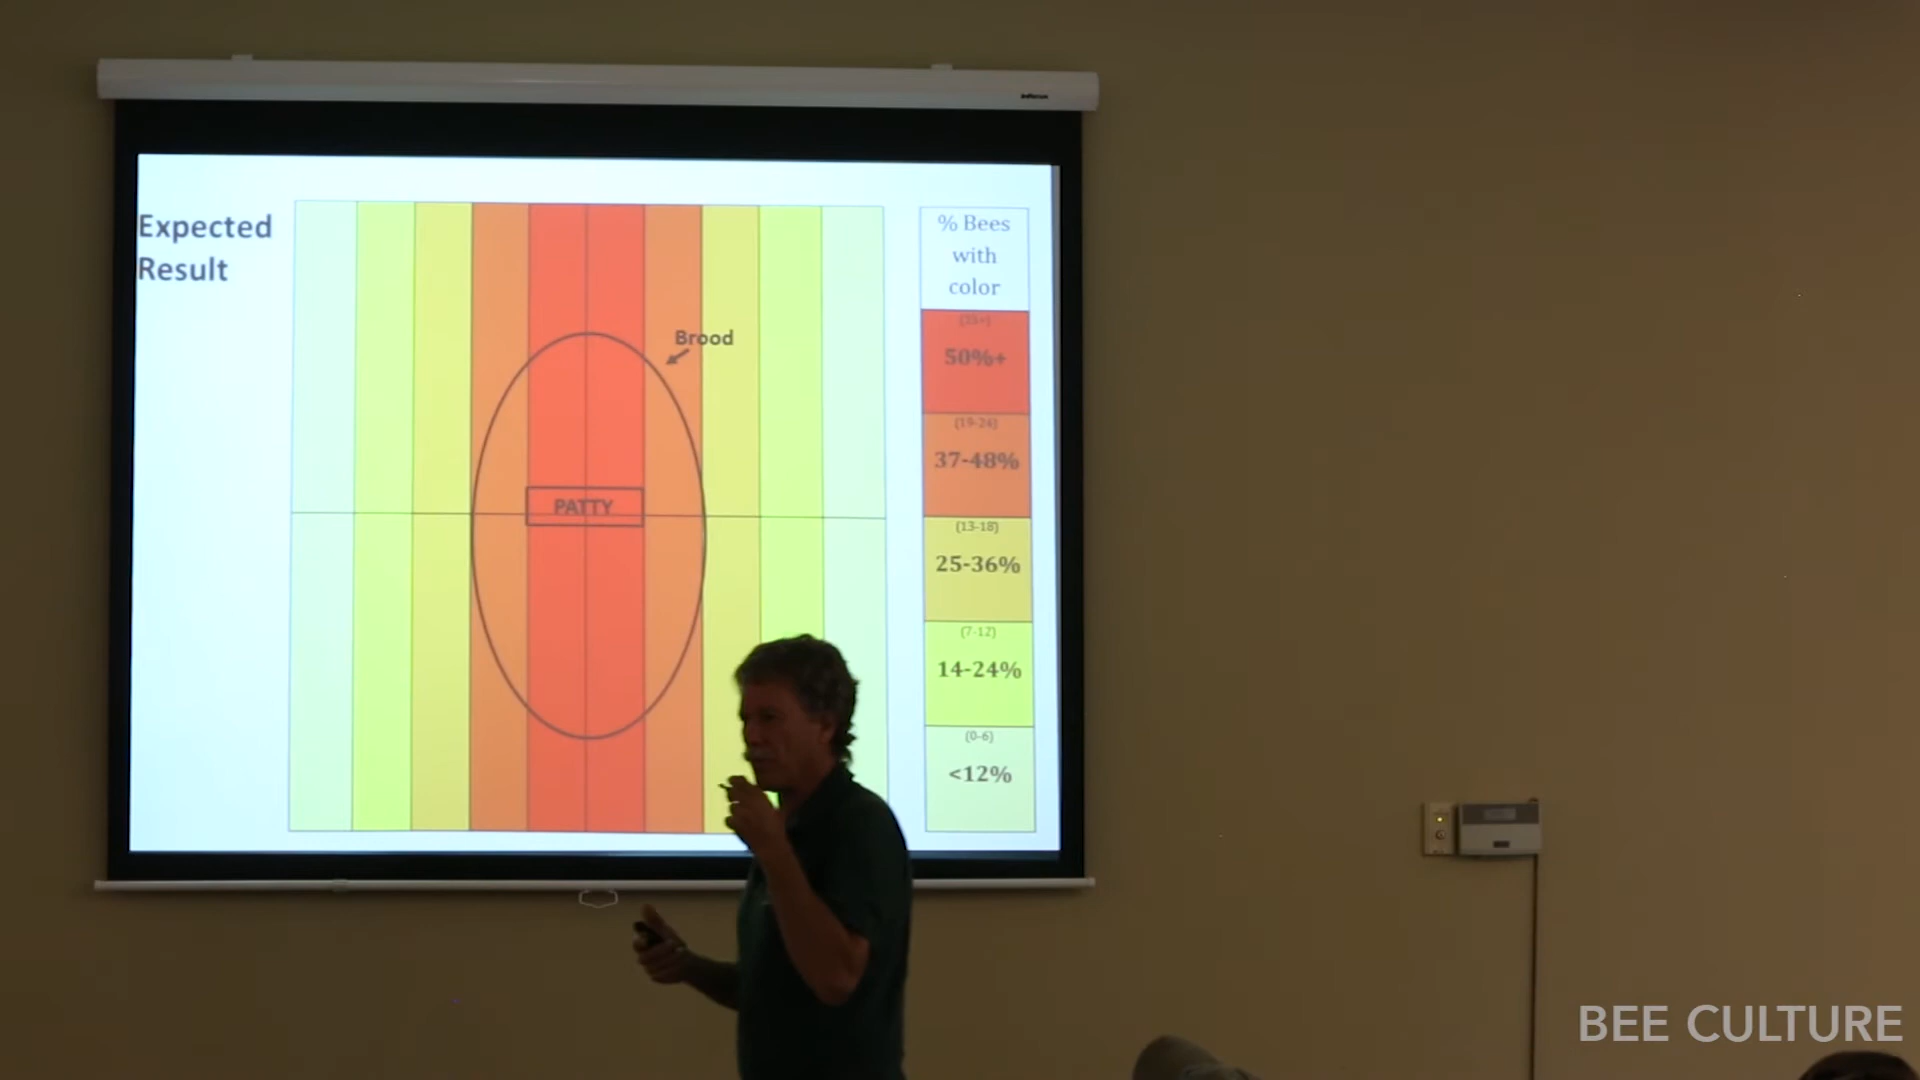 Expected
Result
% Bees
with
color
Brood
(25+)
50%+
(19-24)
37-48%
PATTY
(13-18)
25-36%
(7-12)
14-24%
(0-6)
<12%
BEE CULTURE